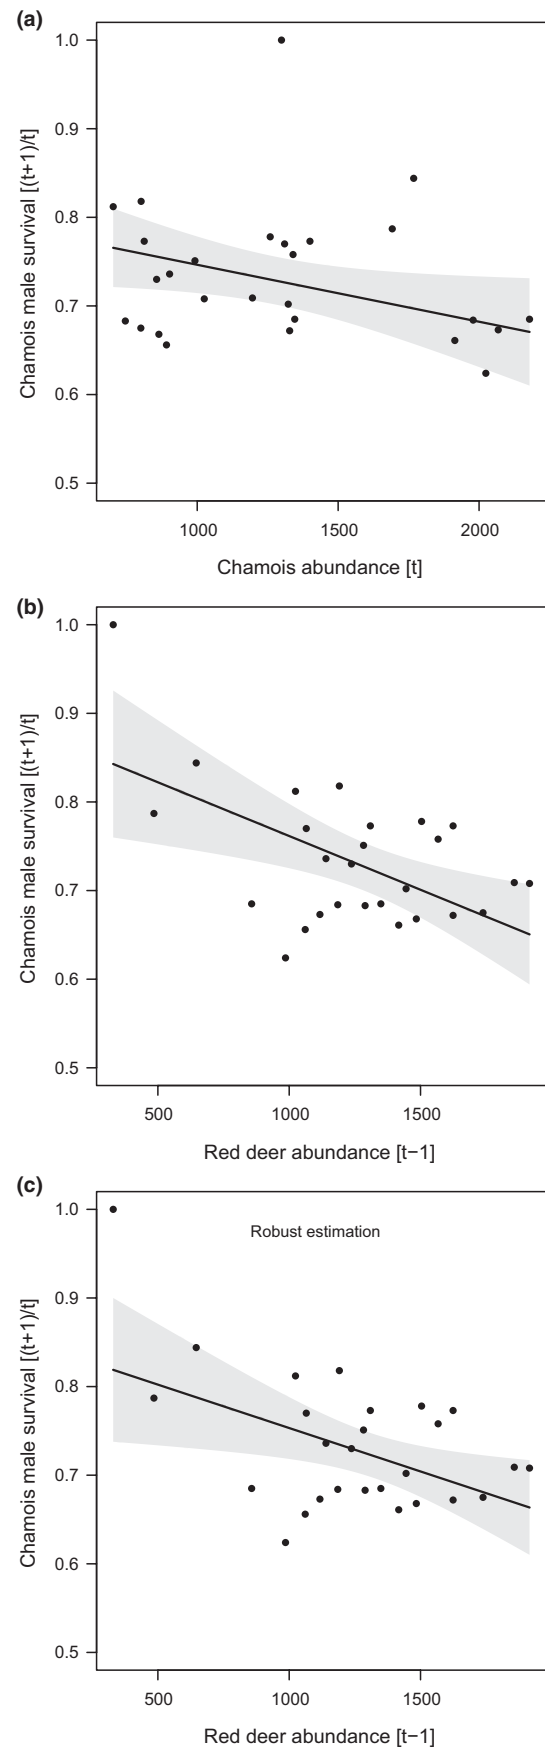 (a)
Chamois male survival [(t+1)/t]
1.0
0.9
0.8
0.7
0.6
0.5
1000 1500 2000
Chamois abundance [t]
(b)
Chamois male survival [(t+1)/t]
1.0
0.9
0.8
0.7
0.6
0.5
500 1000 1500
Red deer abundance [t−1]
(c)
Chamois male survival [(t+1)/t]
1.0
Robust estimation
0.9
0.8
0.7
0.6
0.5
500 1000 1500
Red deer abundance [t−1]